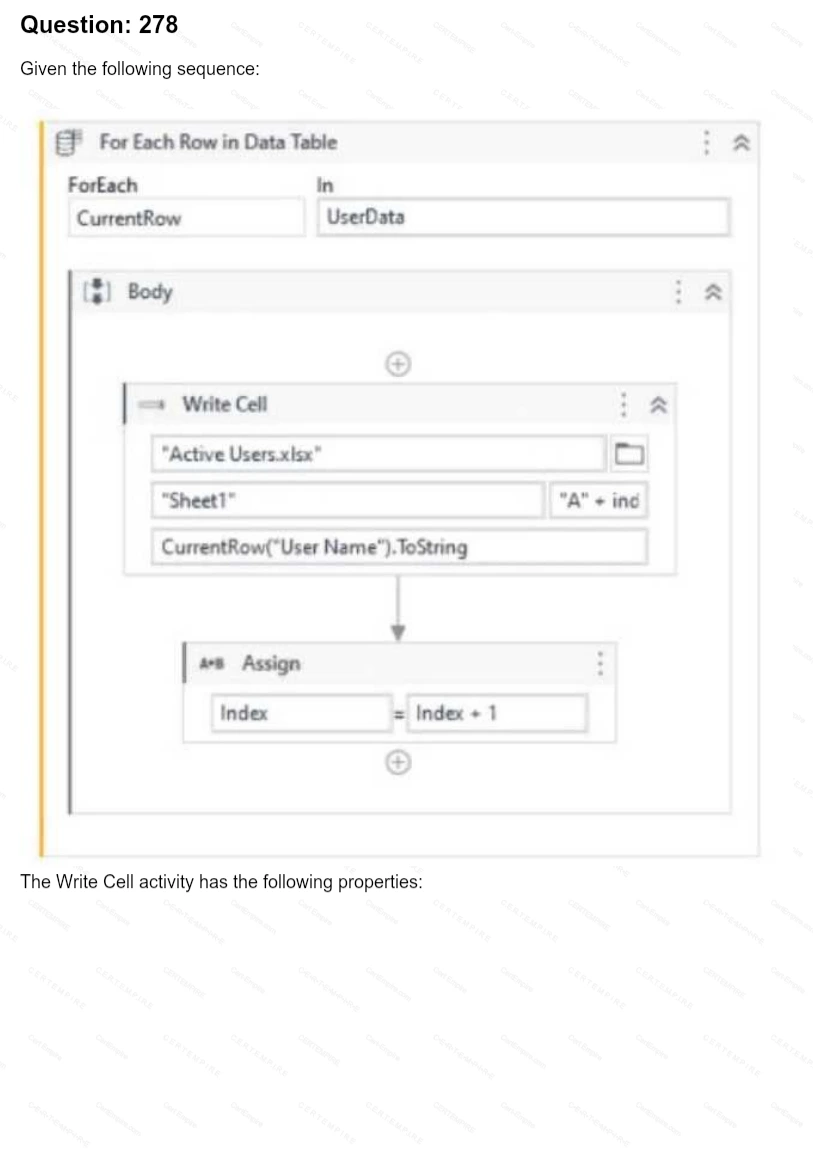 Question: 278
Given the following sequence:
For Each Row in Data Table
ForEach In
CurrentRow UserData
Body
Write Cell
"Active Users.xlsx"
"Sheet1" "A" + ind
CurrentRow("User Name").ToString
A+B Assign
Index = Index + 1
The Write Cell activity has the following properties: